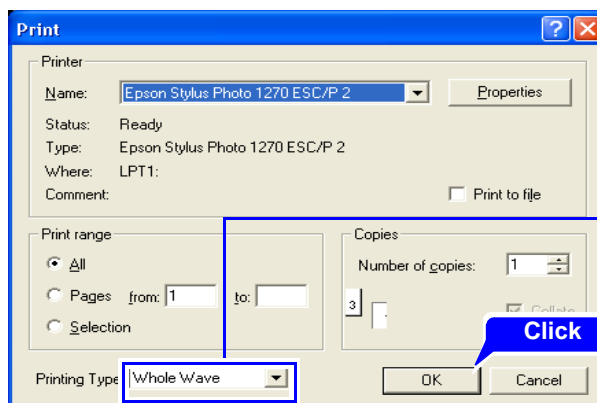 Print
Printer
Name: Epson Stylus Photo 1270 ESC/P 2 Properties
Status: Ready
Type: Epson Stylus Photo 1270 ESC/P 2
Where: LPT1:
Comment: Print to file
Print range
All
Pages from: 1 to:
Selection
Copies
Number of copies: 1
3
Collate
Click
Printing Type Whole Wave OK Cancel